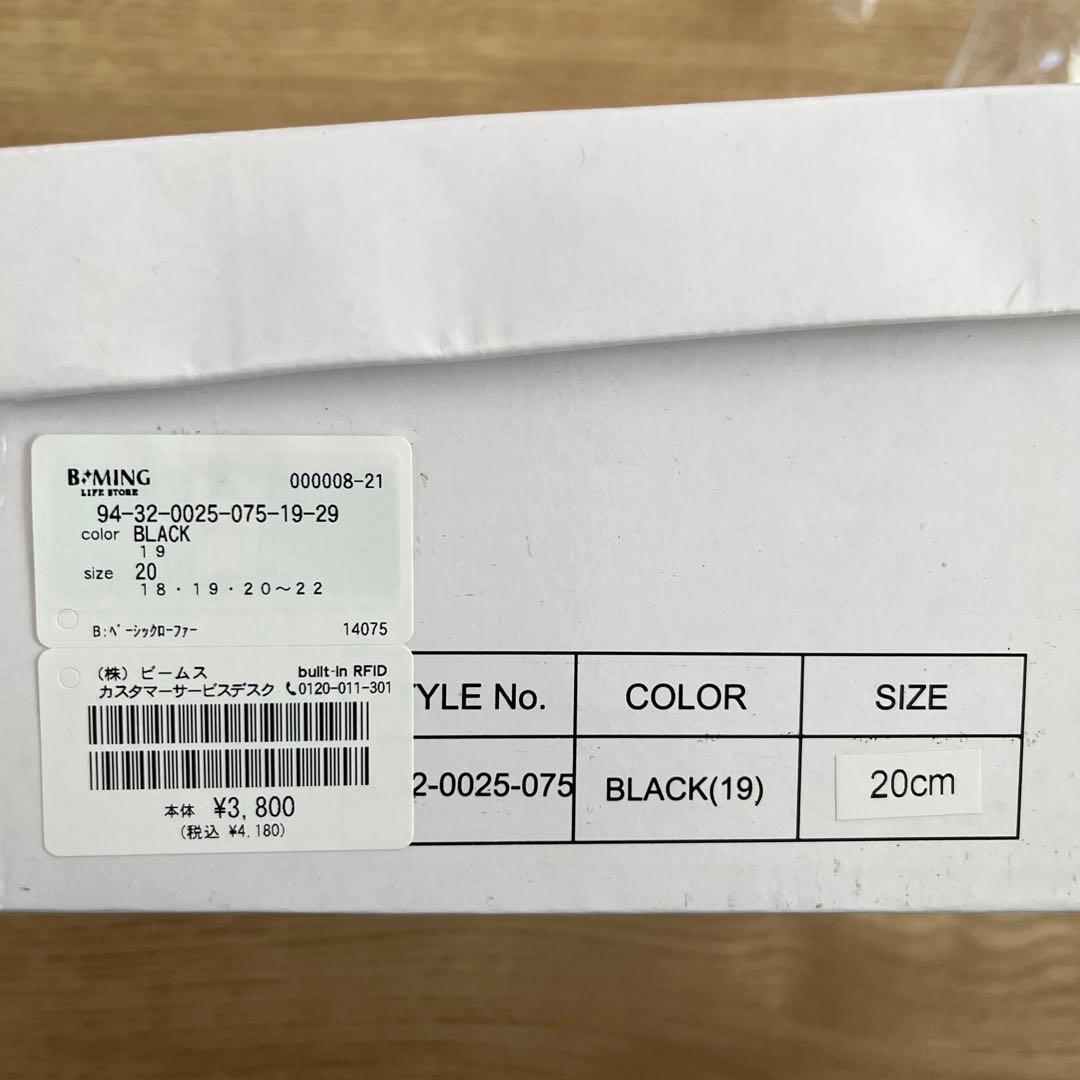 B:MING
LIFE STORE
000008-21
94-32-0025-075-19-29
color BLACK
19
size 20
18・19・20～22
B:ﾍﾞｰｼｯｸﾛｰﾌｧｰ 14075
(株) ビームス built-in RFID
カスタマーサービスデスク 0120-011-301
本体 ¥3,800
(税込 ¥4,180)
YLE No. COLOR SIZE
2-0025-075 BLACK(19) 20cm